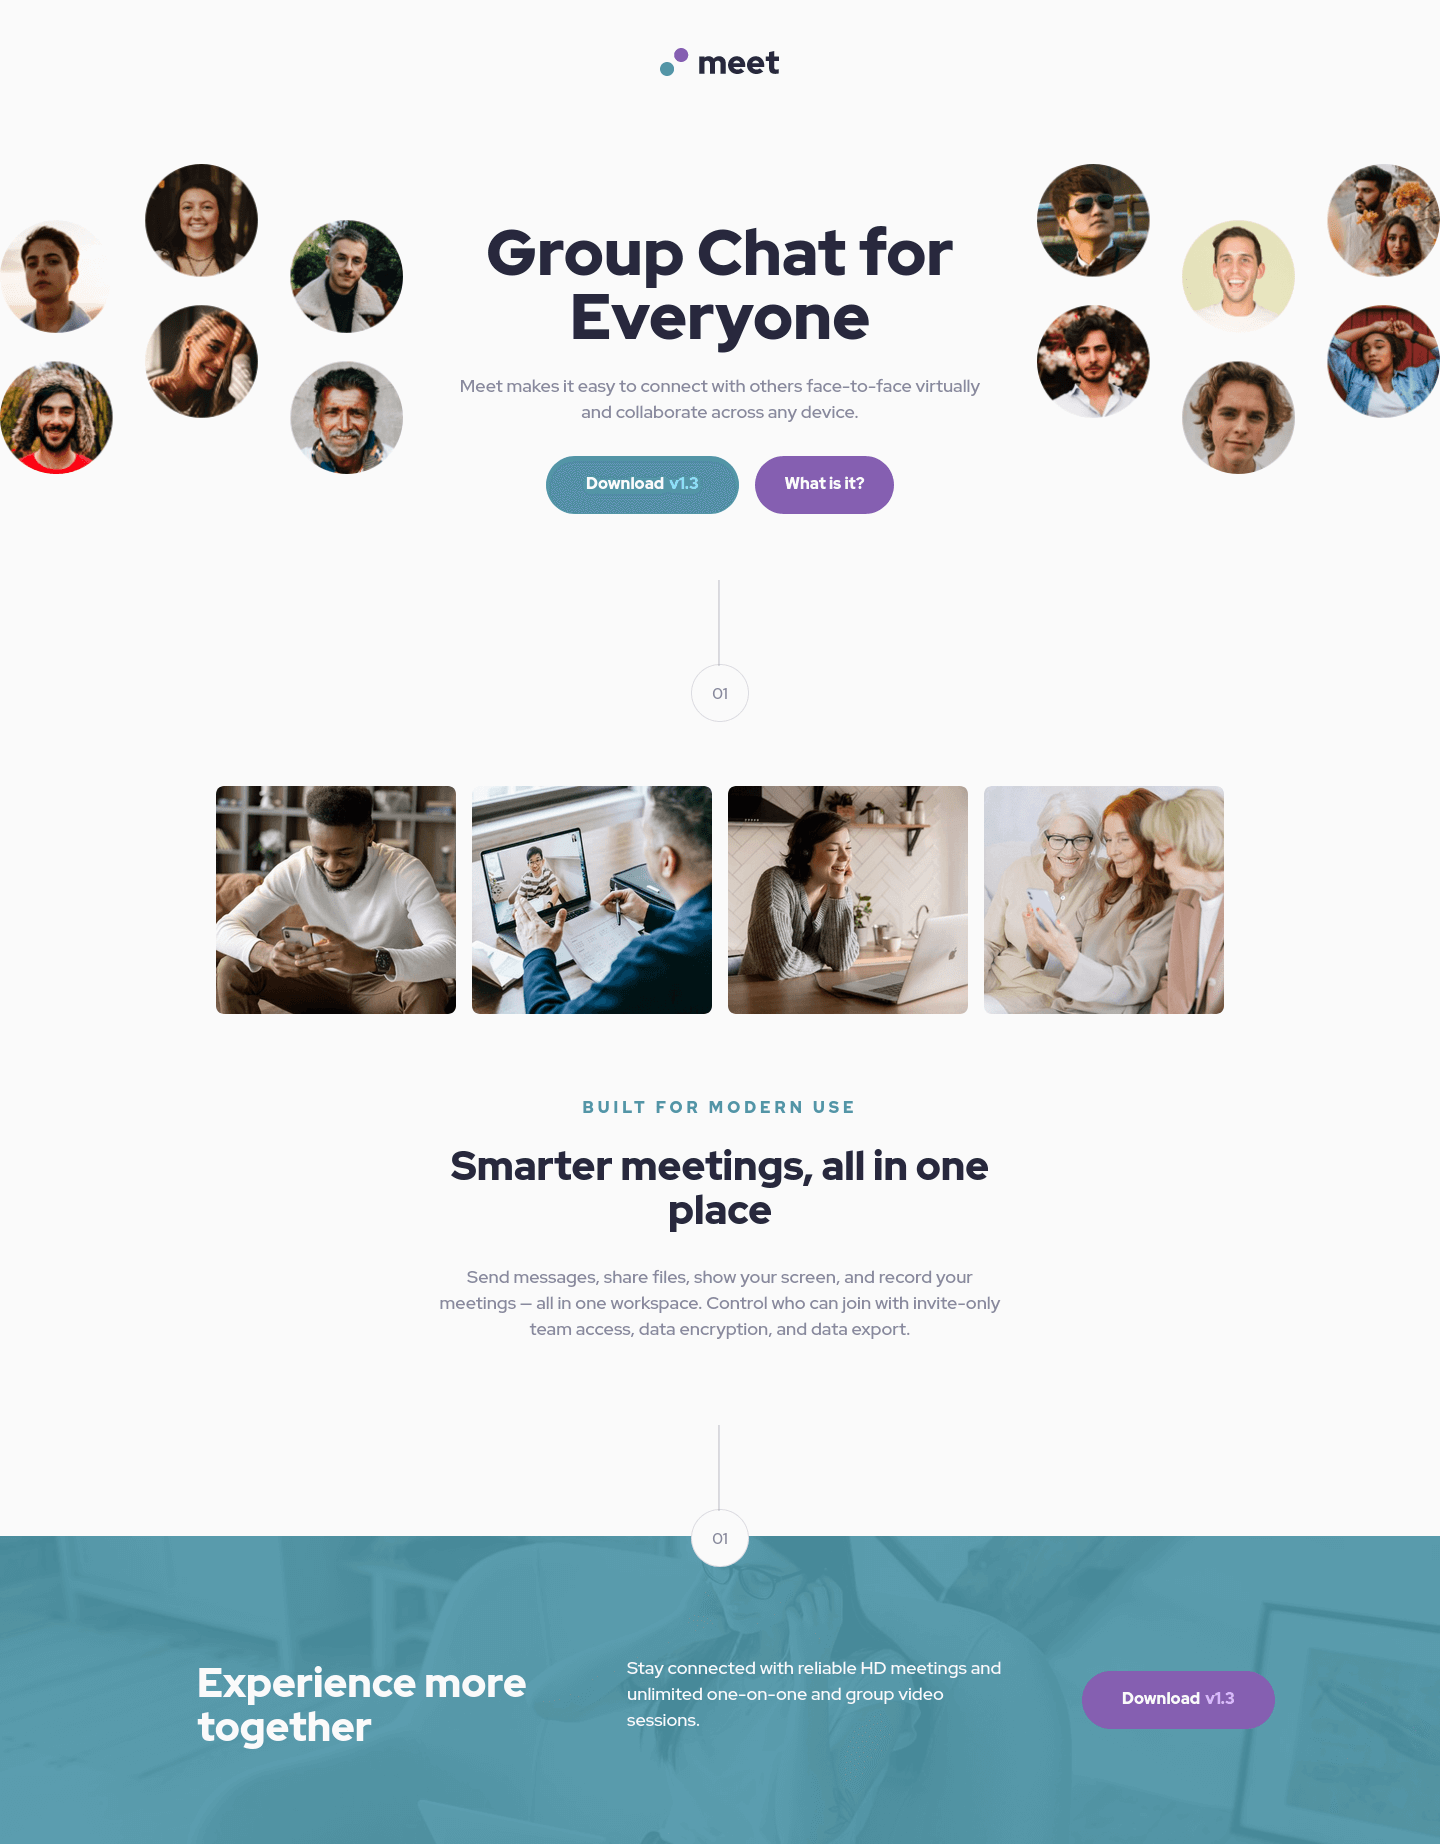 meet
Group Chat for
Everyone
Meet makes it easy to connect with others face-to-face virtually
and collaborate across any device.
Download v1.3
What is it?
01
BUILT FOR MODERN USE
Smarter meetings, all in one
place
Send messages, share files, show your screen, and record your
meetings — all in one workspace. Control who can join with invite-only
team access, data encryption, and data export.
01
Experience more
together
Stay connected with reliable HD meetings and
unlimited one-on-one and group video
sessions.
Download v1.3